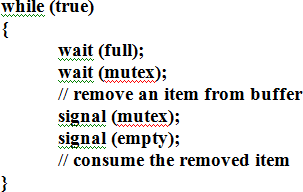 while (true)
{
wait (full);
wait (mutex);
// remove an item from buffer
signal (mutex);
signal (empty);
// consume the removed item
}